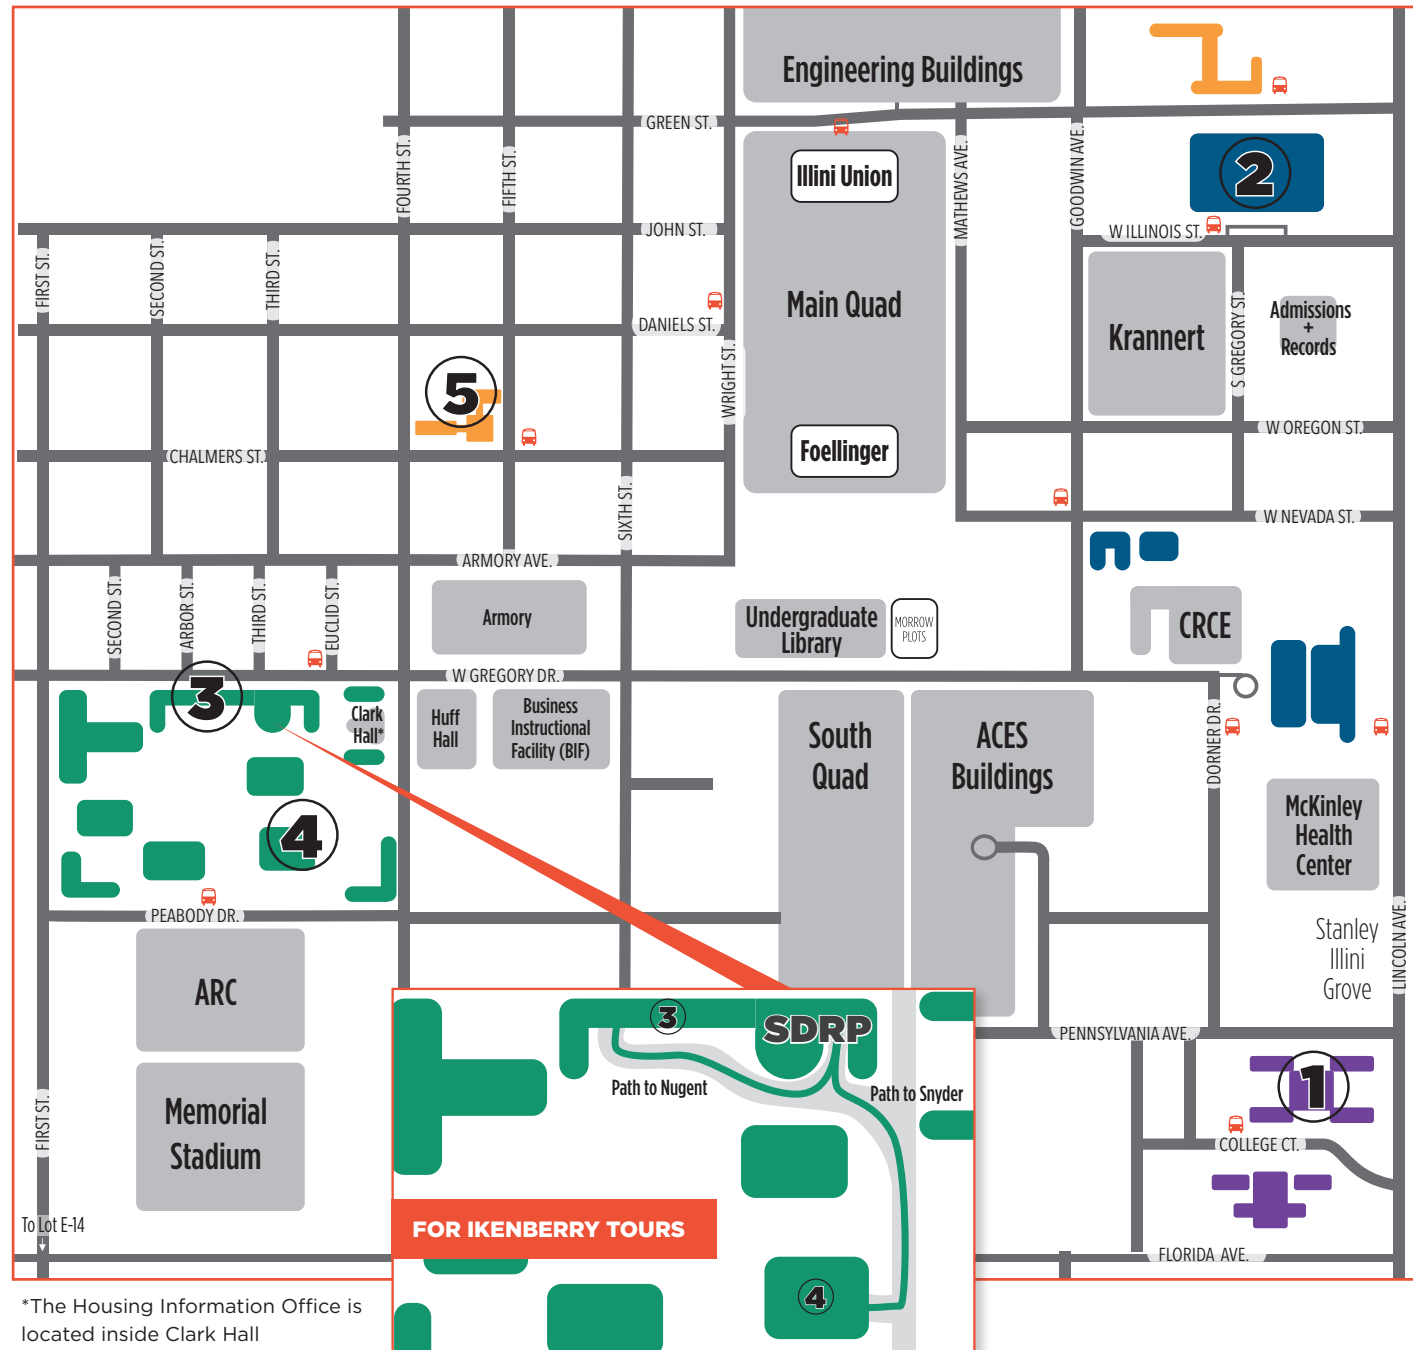 Engineering Buildings
GREEN ST.
FOURTH ST.
FIFTH ST.
MATHEWS AVE.
GOODWIN AVE.
Illini Union
2
JOHN ST.
W ILLINOIS ST.
FIRST ST.
SECOND ST.
THIRD ST.
Main Quad
DANIELS ST.
WRIGHT ST.
Krannert
S GREGORY ST.
Admissions
+
Records
5
CHALMERS ST.
Foellinger
W OREGON ST.
SIXTH ST.
W NEVADA ST.
ARMORY AVE.
SECOND ST.
ARBOR ST.
THIRD ST.
EUCLID ST.
Armory
Undergraduate
Library
MORROW
PLOTS
CRCE
W GREGORY DR.
3
Clark
Hall*
Huff
Hall
Business
Instructional
Facility (BIF)
South
Quad
ACES
Buildings
DORNER DR.
4
McKinley
Health
Center
PEABODY DR.
Stanley
Illini
Grove
LINCOLN AVE.
ARC
3
SDRP
PENNSYLVANIA AVE.
Path to Nugent
Path to Snyder
1
Memorial
Stadium
FIRST ST.
COLLEGE CT.
To Lot E-14
FOR IKENBERRY TOURS
FLORIDA AVE.
4
*The Housing Information Office is
located inside Clark Hall